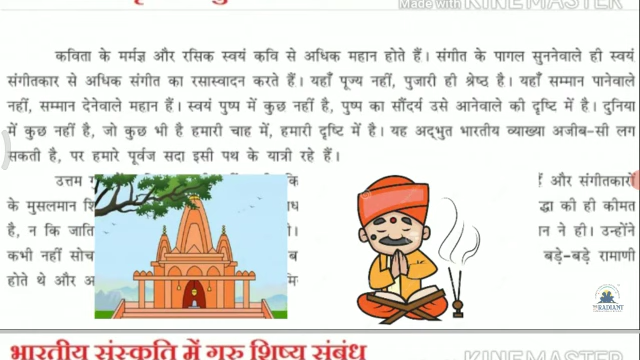 Made with KINEMASTER
कविता के मर्मज्ञ और रसिक स्वयं कवि से अधिक महान होते हैं। संगीत के पागल सुननेवाले ही स्वयं
संगीतकार से अधिक संगीत का रसास्वादन करते हैं। यहाँ पूज्य नहीं, पुजारी ही श्रेष्ठ है। यहाँ सम्मान पानेवाले
नहीं, सम्मान देनेवाले महान हैं। स्वयं पुष्प में कुछ नहीं है, पुष्प का सौंदर्य उसे आनेवाले की दृष्टि में है। दुनिया
में कुछ नहीं है, जो कुछ भी है हमारी चाह में, हमारी दृष्टि में है। यह अद्भुत भारतीय व्याख्या अजीब-सी लग
सकती है, पर हमारे पूर्वज सदा इसी पथ के यात्री रहे हैं।
उत्तम और संगीतकारों
के मुसलमान की ही कीमत
है, न कि जाति ने ही। उन्होंने
कभी नहीं सोच बड़े-बड़े रामाणी
होते थे और
RADIANT
भारतीय संस्कृति में गुरु शिष्य संबंध
KINEMASTER